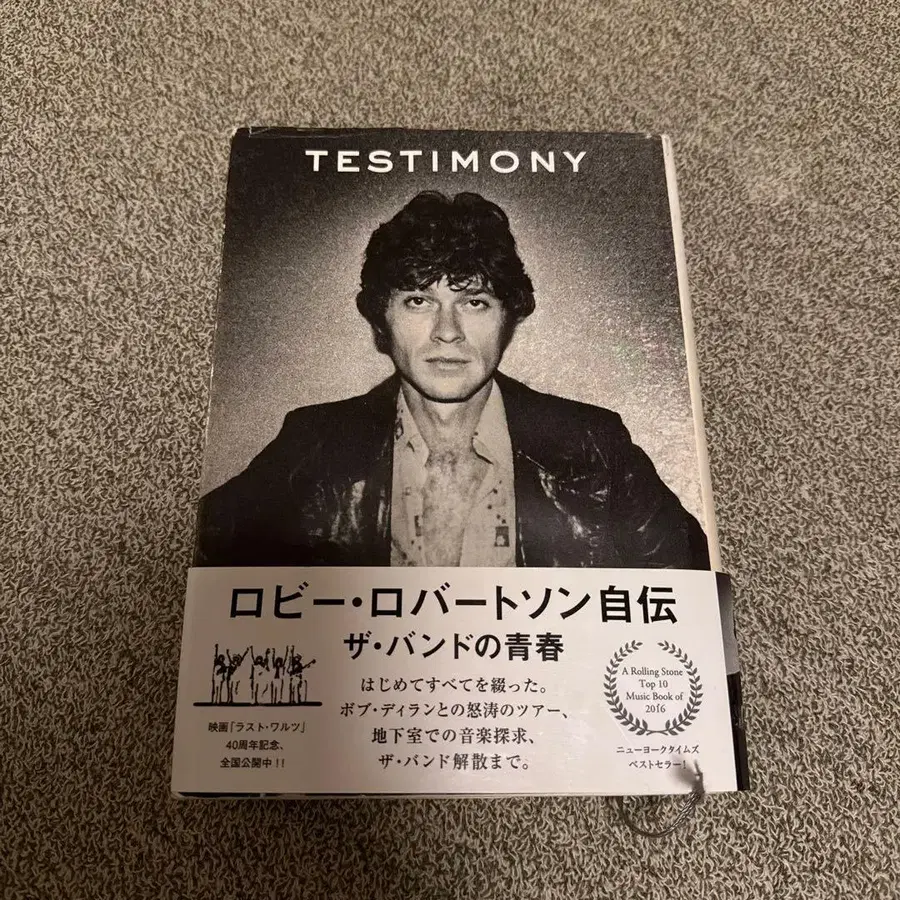 TESTIMONY
ロビー・ロバートソン自伝
ザ・バンドの青春
はじめてすべてを綴った。
ボブ・ディランとの怒涛のツアー、
地下室での音楽探求、
ザ・バンド解散まで。
映画「ラスト・ワルツ」
40周年記念、
全国公開中!!
A Rolling Stone
Top 10
Music Book of
2016
ニューヨークタイムズ
ベストセラー!